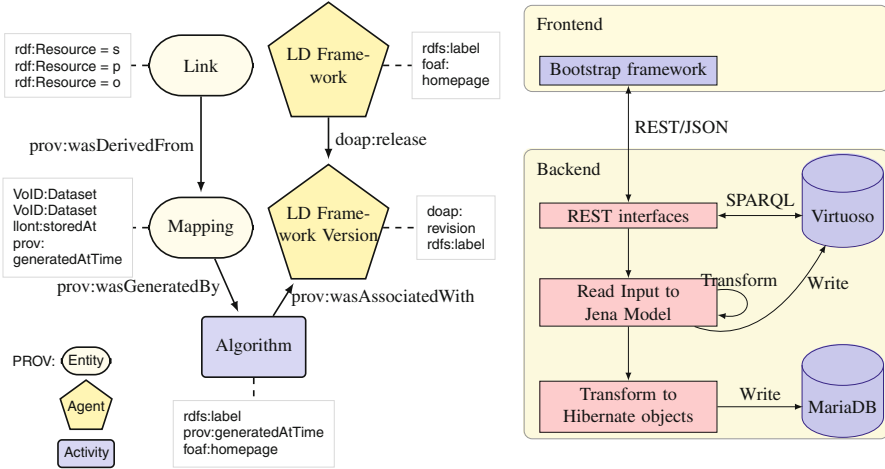 rdf:Resource = s
rdf:Resource = p
rdf:Resource = o
Link
LD Frame-
work
rdfs:label
foaf:
homepage
prov:wasDerivedFrom
doap:release
VoID:Dataset
VoID:Dataset
llont:storedAt
prov:
generatedAtTime
Mapping
LD Frame-
work Version
doap:
revision
rdfs:label
prov:wasGeneratedBy
prov:wasAssociatedWith
Algorithm
rdfs:label
prov:generatedAtTime
foaf:homepage
PROV:
Entity
Agent
Activity
Frontend
Bootstrap framework
REST/JSON
Backend
REST interfaces
SPARQL
Virtuoso
Read Input to
Jena Model
Transform
Write
Transform to
Hibernate objects
Write
MariaDB